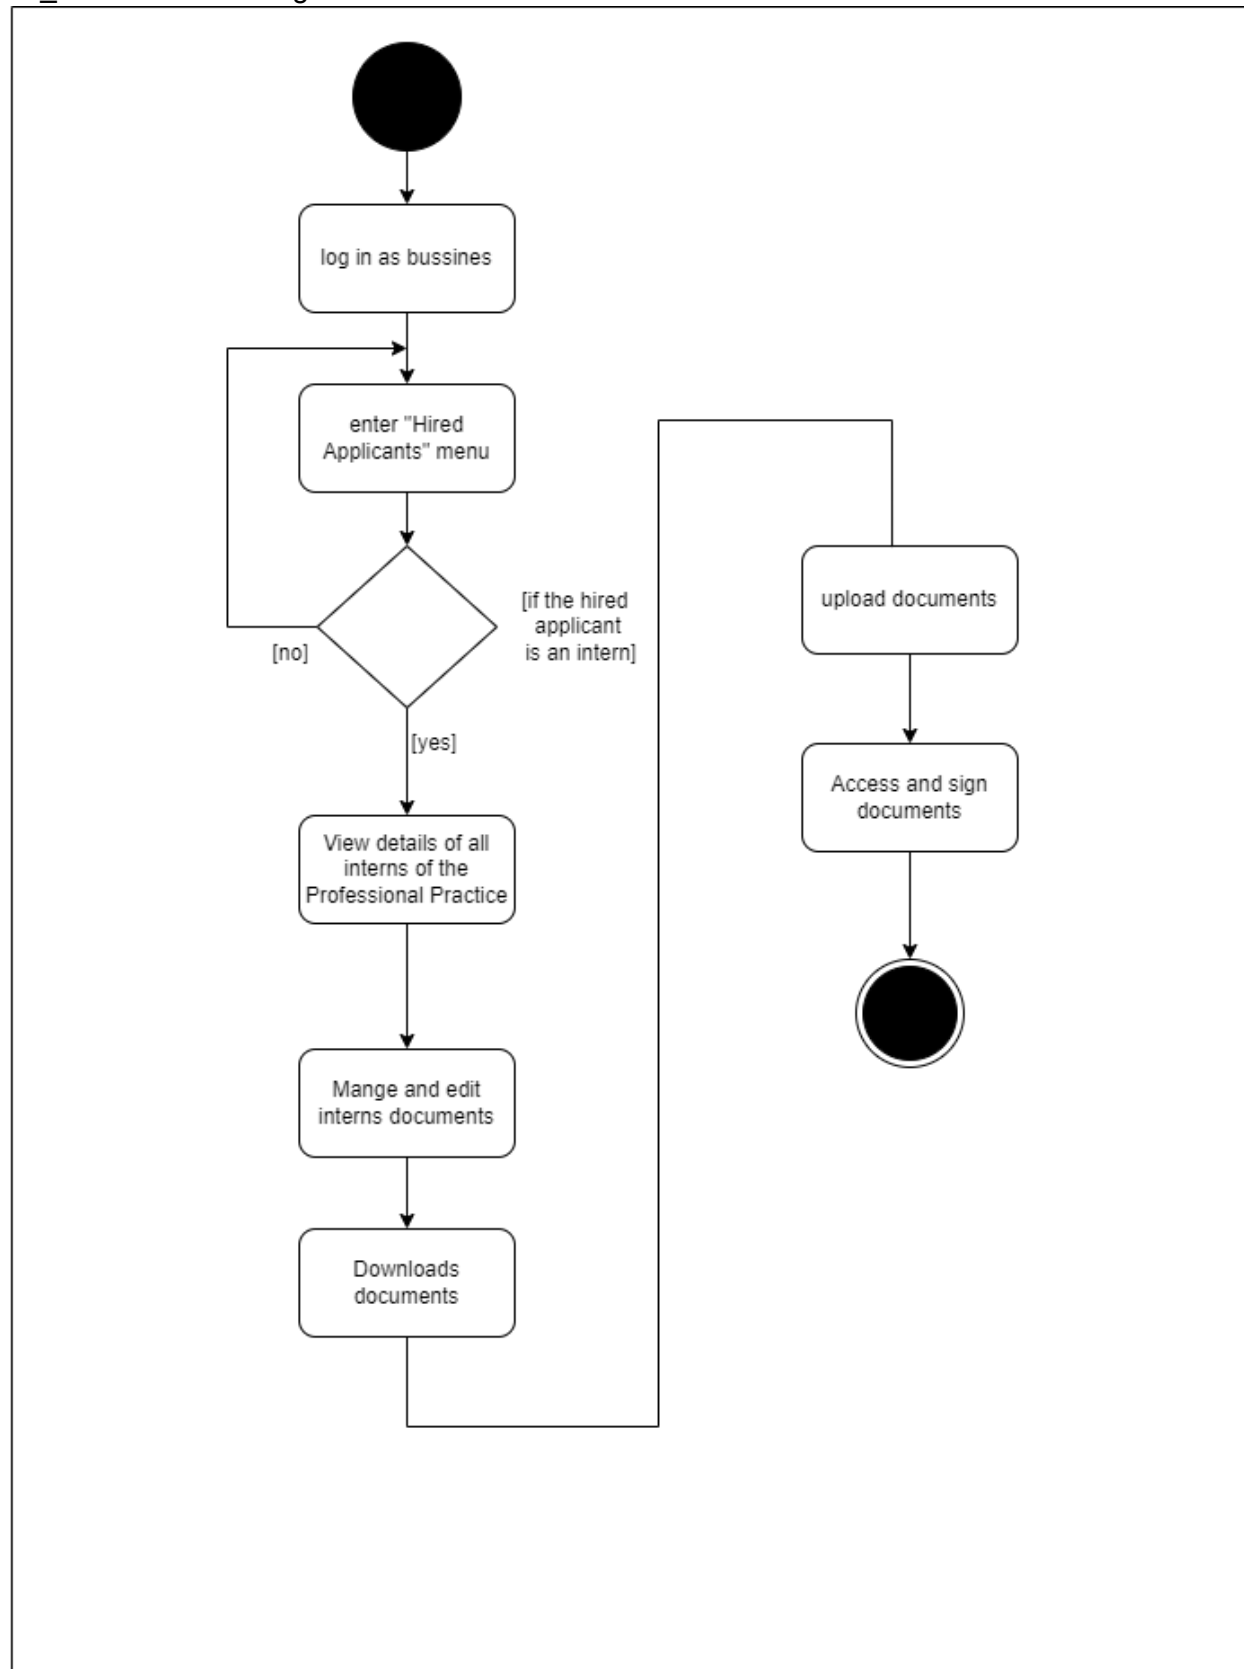 log in as bussines
enter "Hired
Applicants" menu
[if the hired
applicant
is an intern]
[no]
[yes]
View details of all
interns of the
Professional Practice
Mange and edit
interns documents
Downloads
documents
upload documents
Access and sign
documents